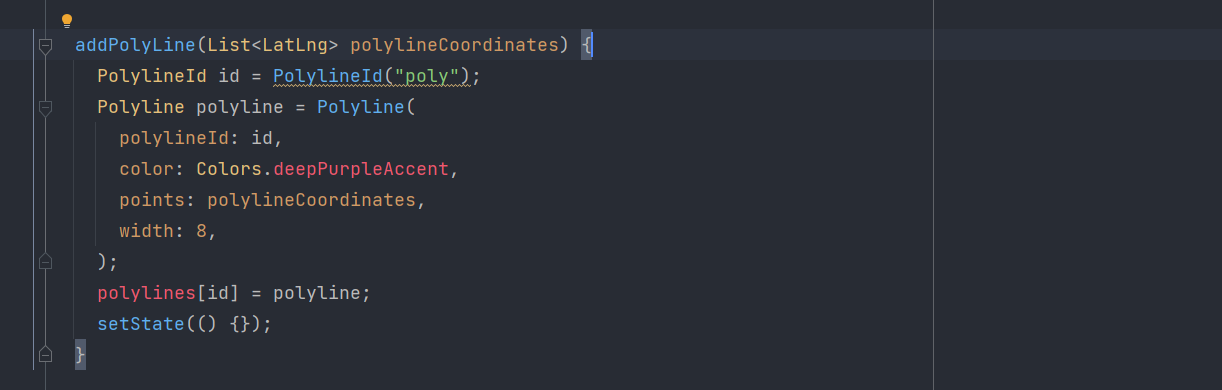 addPolyLine(List<LatLng> polylineCoordinates) {
  PolylineId id = PolylineId("poly");
  Polyline polyline = Polyline(
    polylineId: id,
    color: Colors.deepPurpleAccent,
    points: polylineCoordinates,
    width: 8,
  );
  polylines[id] = polyline;
  setState(() {});
}